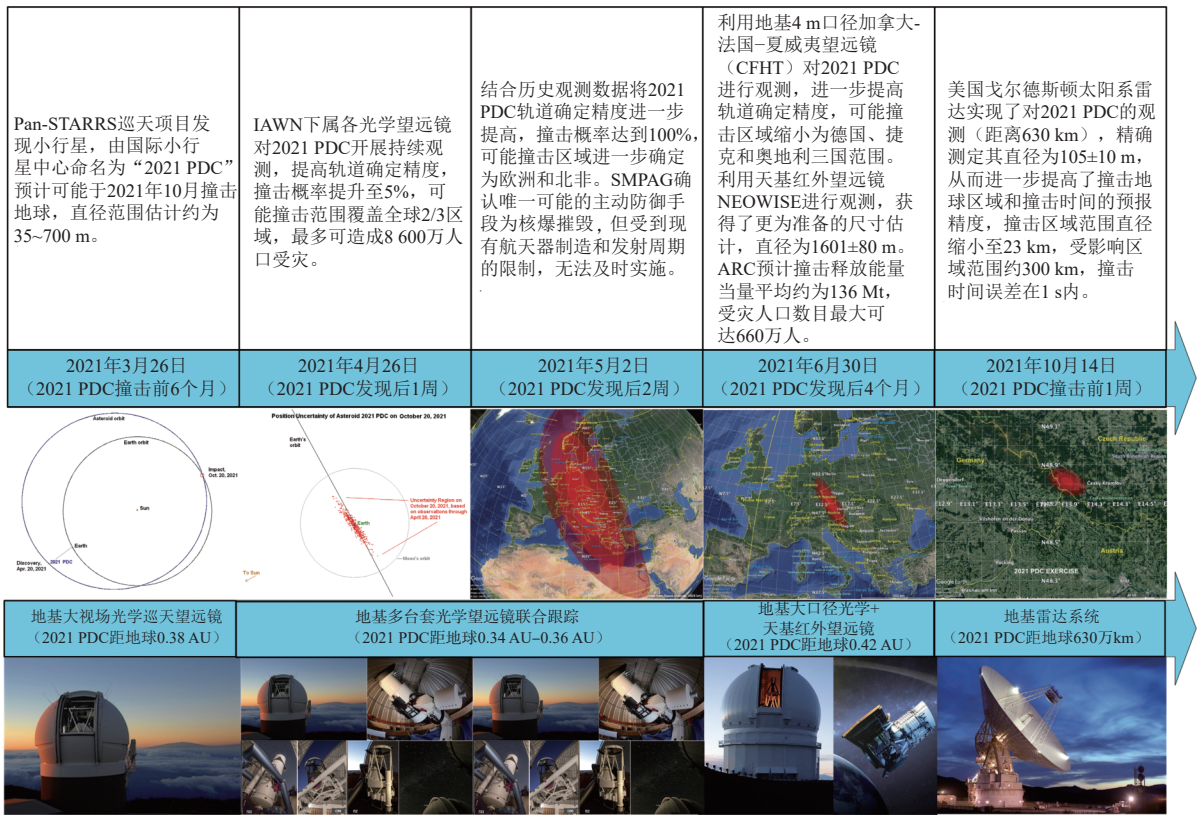 Pan-STARRS巡天项目发
现小行星，由国际小行
星中心命名为“2021 PDC”
预计可能于2021年10月撞击
地球，直径范围估计约为
35~700 m。
IAWN下属各光学望远镜
对2021 PDC开展持续观
测，提高轨道确定精度，
撞击概率提升至5%，可
能撞击范围覆盖全球2/3区
域，最多可造成8 600万人
口受灾。
结合历史观测数据将2021
PDC轨道确定精度进一步
提高，撞击概率达到100%，
可能撞击区域进一步确定
为欧洲和北非。SMPAG确
认唯一可能的主动防御手
段为核爆摧毁，但受到现
有航天器制造和发射周期
的限制，无法及时实施。
利用地基4 m口径加拿大-
法国−夏威夷望远镜
（CFHT）对2021 PDC
进行观测，进一步提高
轨道确定精度，可能撞
击区域缩小为德国、捷
克和奥地利三国范围。
利用天基红外望远镜
NEOWISE进行观测，获
得了更为准备的尺寸估
计，直径为1601±80 m。
ARC预计撞击释放能量
当量平均约为136 Mt，
受灾人口数目最大可
达660万人。
美国戈尔德斯顿太阳系雷
达实现了对2021 PDC的观
测（距离630 km），精确
测定其直径为105±10 m，
从而进一步提高了撞击地
球区域和撞击时间的预报
精度，撞击区域范围直径
缩小至23 km，受影响区
域范围约300 km，撞击
时间误差在1 s内。
2021年3月26日
（2021 PDC撞击前6个月）
2021年4月26日
（2021 PDC发现后1周）
2021年5月2日
（2021 PDC发现后2周）
2021年6月30日
（2021 PDC发现后4个月）
2021年10月14日
（2021 PDC撞击前1周）
Asteroid orbit
Earth orbit
Impact,
Oct. 20, 2021
Sun
Earth
Discovery,
Apr. 20, 2021
2021 PDC
Position Uncertainty of Asteroid 2021 PDC on October 20, 2021
Earth's
orbit
Uncertainty Region on
October 20, 2021, based
on observations through
April 26, 2021
Earth
Moon's orbit
To Sun
Google Earth
Czech Republic
Germany
Austria
2021 PDC EXERCISE
地基大视场光学巡天望远镜
（2021 PDC距地球0.38 AU）
地基多台套光学望远镜联合跟踪
（2021 PDC距地球0.34 AU−0.36 AU）
地基大口径光学+
天基红外望远镜
（2021 PDC距地球0.42 AU）
地基雷达系统
（2021 PDC距地球630万km）